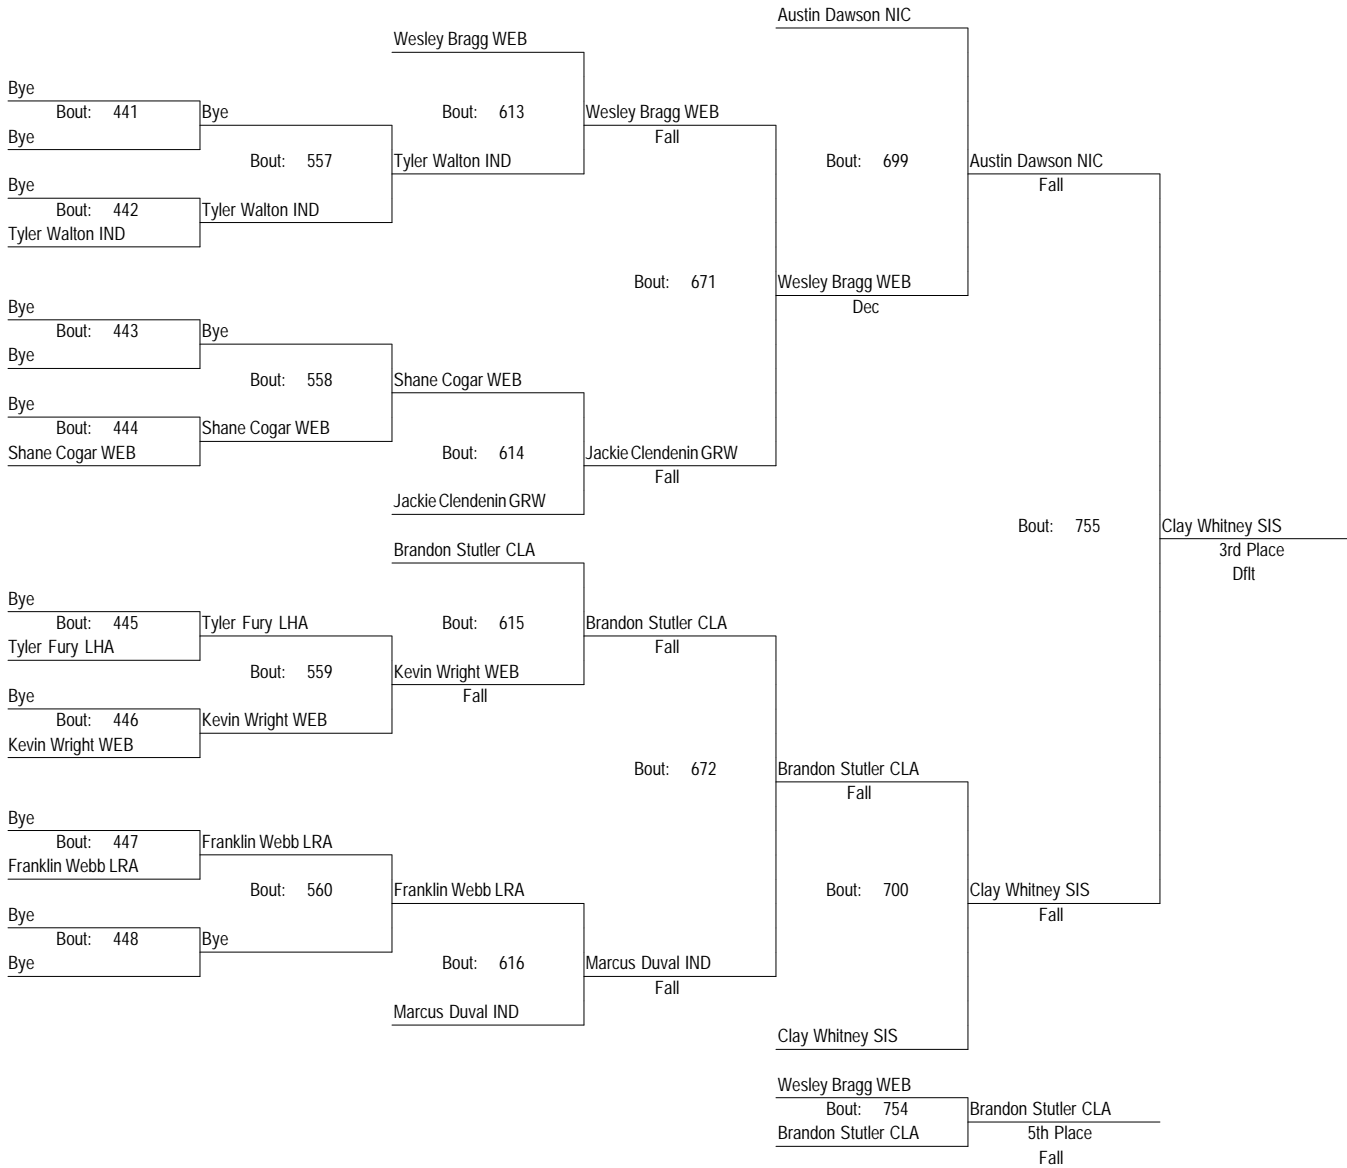 Austin Dawson NIC
Wesley Bragg WEB
Bye
Bout: 441
Bye
Bout: 613
Wesley Bragg WEB
Bye
Fall
Bout: 557
Tyler Walton IND
Bout: 699
Austin Dawson NIC
Bye
Fall
Bout: 442
Tyler Walton IND
Tyler Walton IND
Bout: 671
Wesley Bragg WEB
Bye
Dec
Bout: 443
Bye
Bye
Bout: 558
Shane Cogar WEB
Bye
Bout: 444
Shane Cogar WEB
Shane Cogar WEB
Bout: 614
Jackie Clendenin GRW
Fall
Jackie Clendenin GRW
Bout: 755
Clay Whitney SIS
Brandon Stutler CLA
3rd Place
Dflt
Bye
Bout: 445
Tyler Fury LHA
Bout: 615
Brandon Stutler CLA
Tyler Fury LHA
Fall
Bout: 559
Kevin Wright WEB
Bye
Fall
Bout: 446
Kevin Wright WEB
Kevin Wright WEB
Bout: 672
Brandon Stutler CLA
Fall
Bye
Bout: 447
Franklin Webb LRA
Franklin Webb LRA
Bout: 560
Franklin Webb LRA
Bout: 700
Clay Whitney SIS
Bye
Fall
Bout: 448
Bye
Bye
Bout: 616
Marcus Duval IND
Fall
Marcus Duval IND
Clay Whitney SIS
Wesley Bragg WEB
Bout: 754
Brandon Stutler CLA
Brandon Stutler CLA
5th Place
Fall